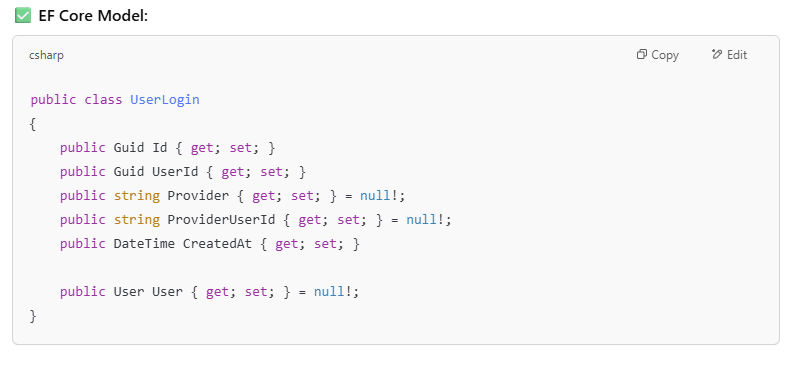 ✅ EF Core Model:
csharp Copy Edit
public class UserLogin
{
    public Guid Id { get; set; }
    public Guid UserId { get; set; }
    public string Provider { get; set; } = null!;
    public string ProviderUserId { get; set; } = null!;
    public DateTime CreatedAt { get; set; }

    public User User { get; set; } = null!;
}